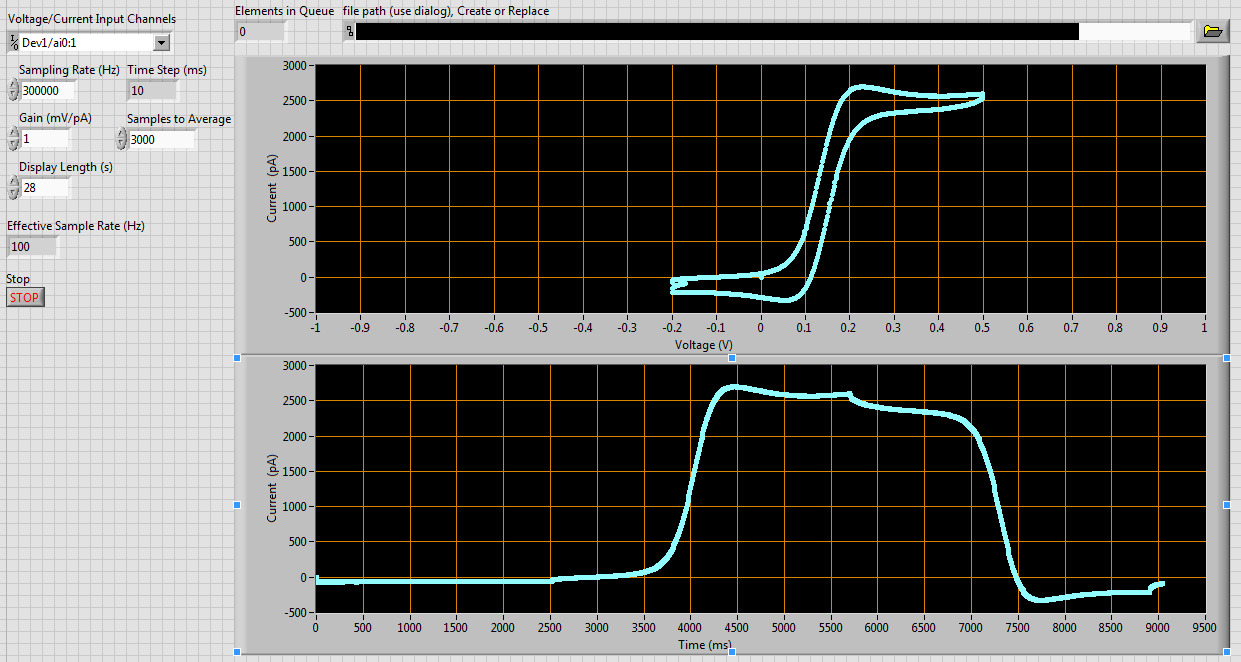 Voltage/Current Input Channels
Dev1/ai0:1
Sampling Rate (Hz) Time Step (ms)
300000 10
Gain (mV/pA) Samples to Average
1 3000
Display Length (s)
28
Effective Sample Rate (Hz)
100
Stop
STOP
Elements in Queue file path (use dialog), Create or Replace
0
3000
2500
2000
1500
1000
500
0
-500
Current (pA)
-1 -0.9 -0.8 -0.7 -0.6 -0.5 -0.4 -0.3 -0.2 -0.1 0 0.1 0.2 0.3 0.4 0.5 0.6 0.7 0.8 0.9 1
Voltage (V)
3000
2500
2000
1500
1000
500
0
-500
Current (pA)
0 500 1000 1500 2000 2500 3000 3500 4000 4500 5000 5500 6000 6500 7000 7500 8000 8500 9000 9500
Time (ms)